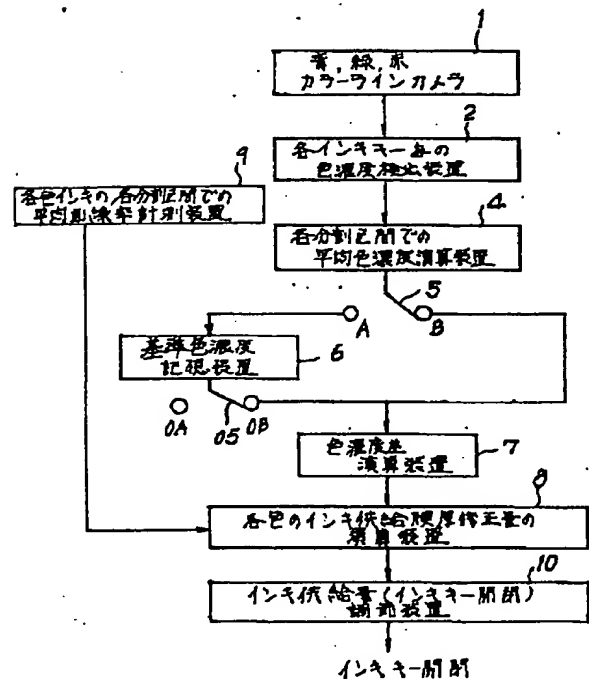 1
青,緑,赤
カラーラインカメラ
2
各インキキー毎の
色濃度検出装置
9
各色インキの各分割区間での
平均画線率計測装置
4
各分割区間での
平均色濃度演算装置
5
A
B
基準色濃度
記憶装置
6
OA
05
OB
色濃度差
演算装置
7
8
各色のインキ供給膜厚修正量の
演算装置
10
インキ供給量(インキキー開閉)
調節装置
インキキー開閉